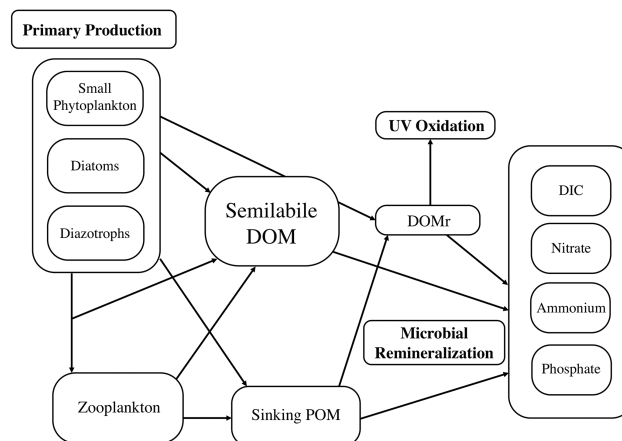 Primary Production
Small
Phytoplankton
Diatoms
Diazotrophs
Semilabile
DOM
UV Oxidation
DOMr
DIC
Nitrate
Ammonium
Phosphate
Microbial
Remineralization
Zooplankton
Sinking POM